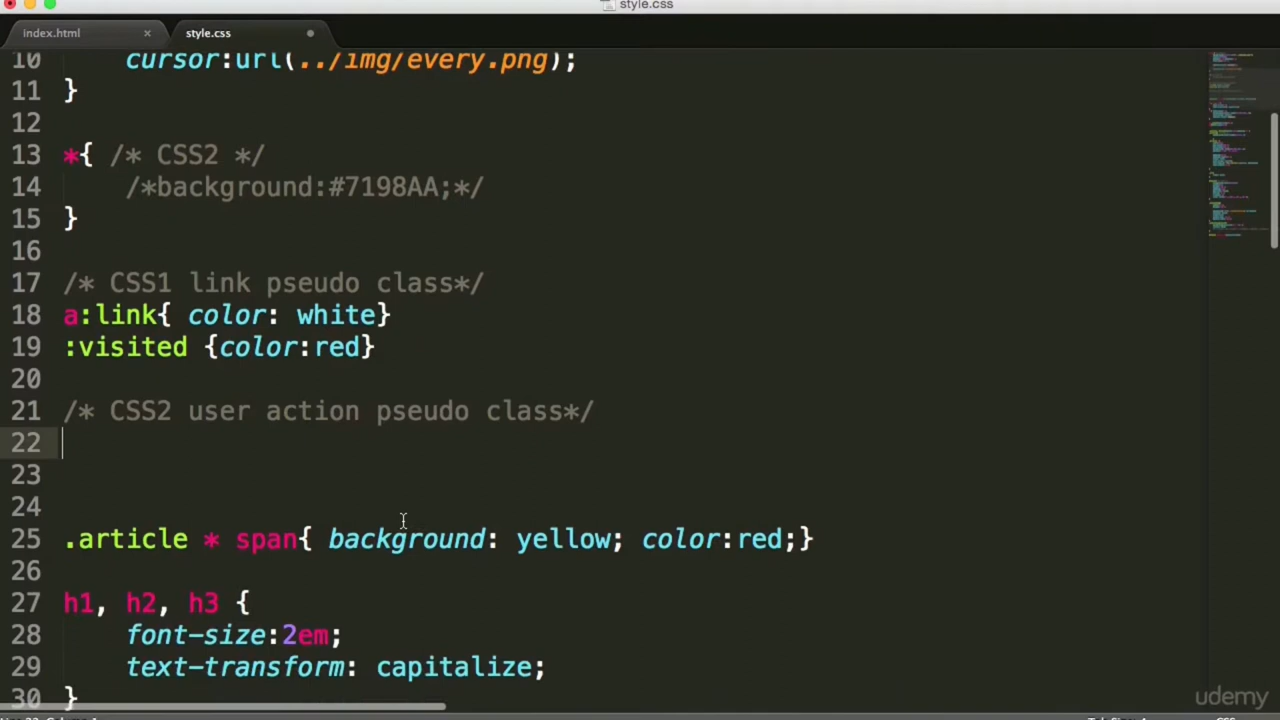 style.css
index.html × style.css
10 cursor:url(../img/every.png);
11 }
12
13 *{ /* CSS2 */
14 /*background:#7198AA;*/
15 }
16
17 /* CSS1 link pseudo class*/
18 a:link{ color: white}
19 :visited {color:red}
20
21 /* CSS2 user action pseudo class*/
22
23
24
25 .article * span{ background: yellow; color:red;}
26
27 h1, h2, h3 {
28 font-size:2em;
29 text-transform: capitalize;
30 }
udemy